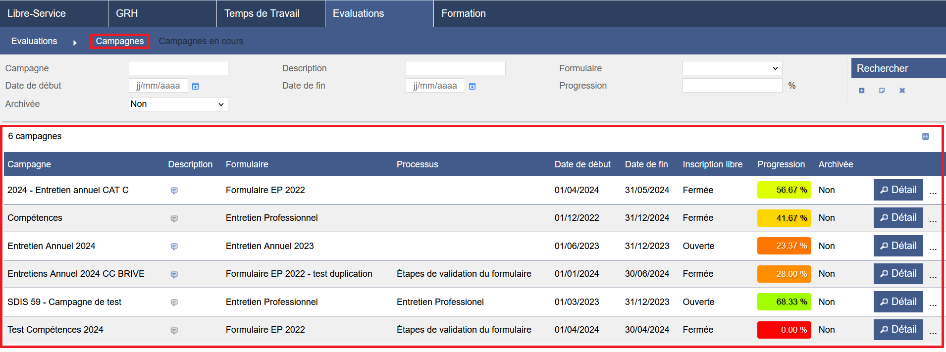 Libre-Service GRH Temps de Travail Evaluations Formation
Evaluations Campagnes Campagnes en cours
Campagne Description Formulaire Rechercher
Date de début jj/mm/aaaa Date de fin jj/mm/aaaa Progression %
Archivée Non
6 campagnes
Campagne Description Formulaire Processus Date de début Date de fin Inscription libre Progression Archivée
2024 - Entretien annuel CAT C Formulaire EP 2022 01/04/2024 31/05/2024 Fermée 56.67 % Non Détail ...
Compétences Entretien Professionnel 01/12/2022 31/12/2024 Fermée 41.67 % Non Détail ...
Entretien Annuel 2024 Entretien Annuel 2023 01/06/2023 31/12/2023 Ouverte 23.37 % Non Détail ...
Entretiens Annuel 2024 CC BRIVE Formulaire EP 2022 - test duplication Étapes de validation du formulaire 01/01/2024 30/06/2024 Fermée 28.00 % Non Détail ...
SDIS 59 - Campagne de test Entretien Professionnel Entretien Professionel 01/03/2023 31/12/2023 Ouverte 68.33 % Non Détail ...
Test Compétences 2024 Formulaire EP 2022 Étapes de validation du formulaire 01/04/2024 30/04/2024 Fermée 0.00 % Non Détail ...